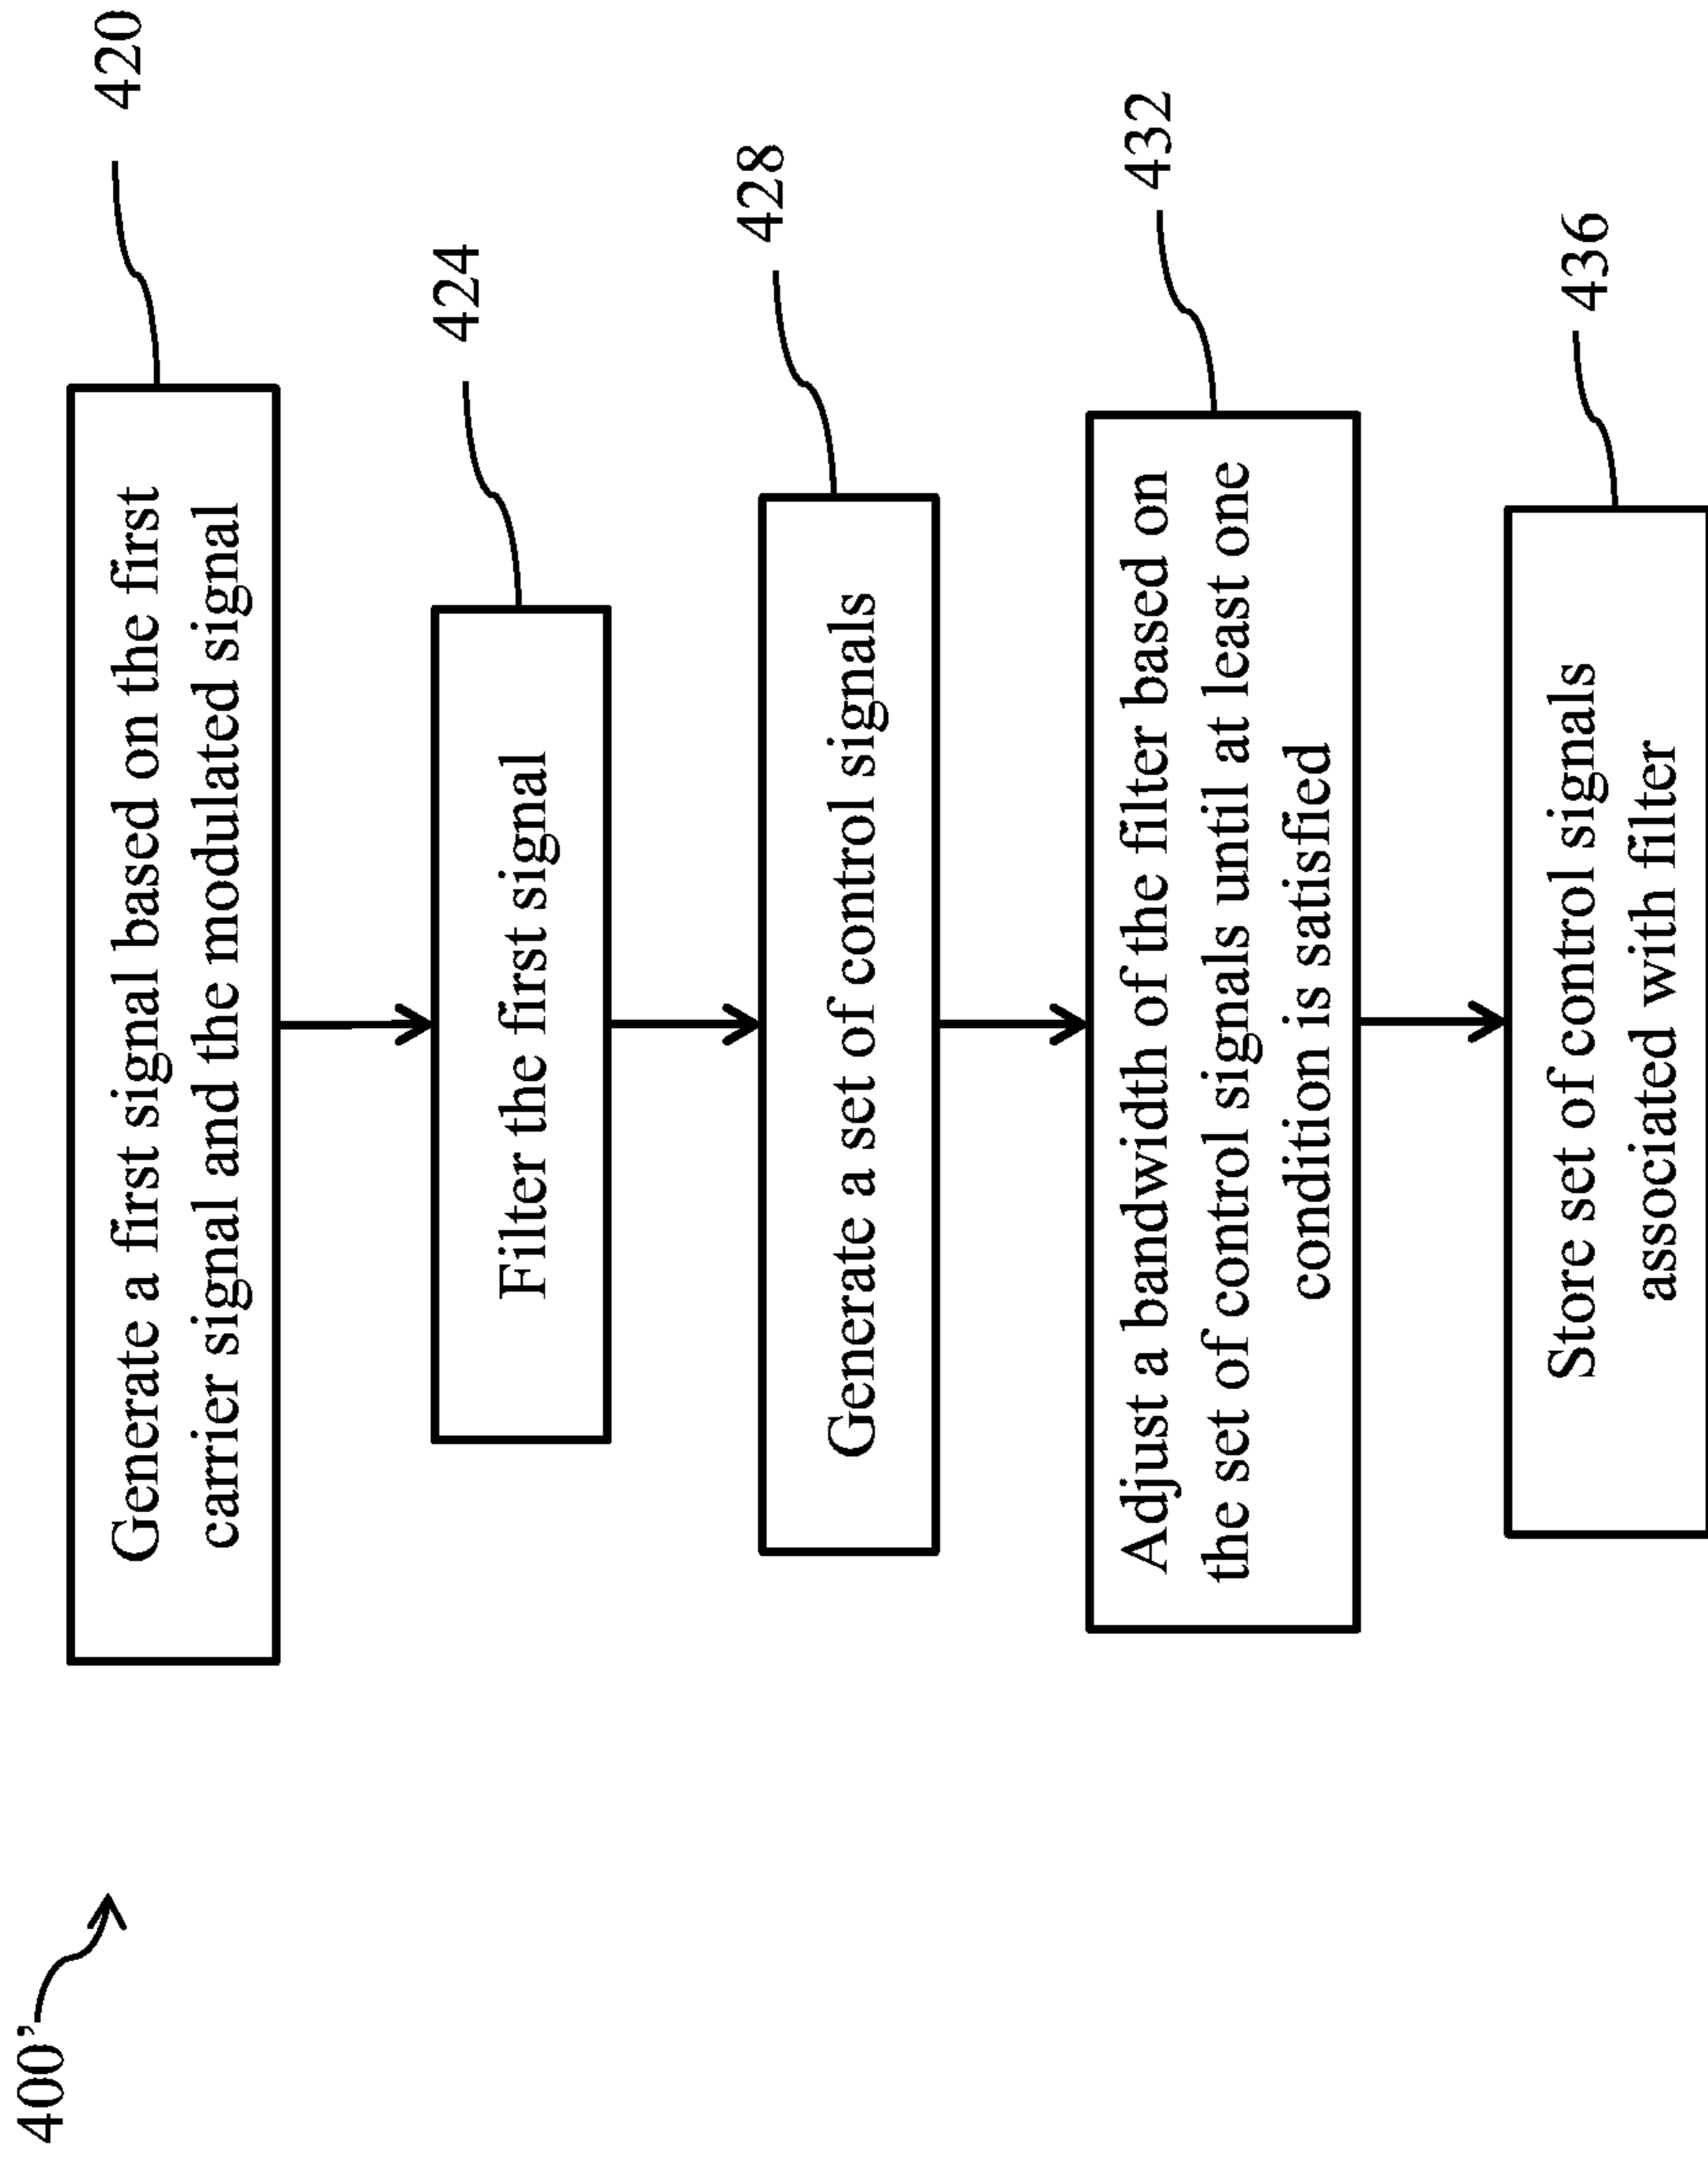 400’
Generate a first signal based on the first
carrier signal and the modulated signal
420
Filter the first signal
424
Generate a set of control signals
428
Adjust a bandwidth of the filter based on
the set of control signals until at least one
condition is satisfied
432
Store set of control signals
associated with filter
436